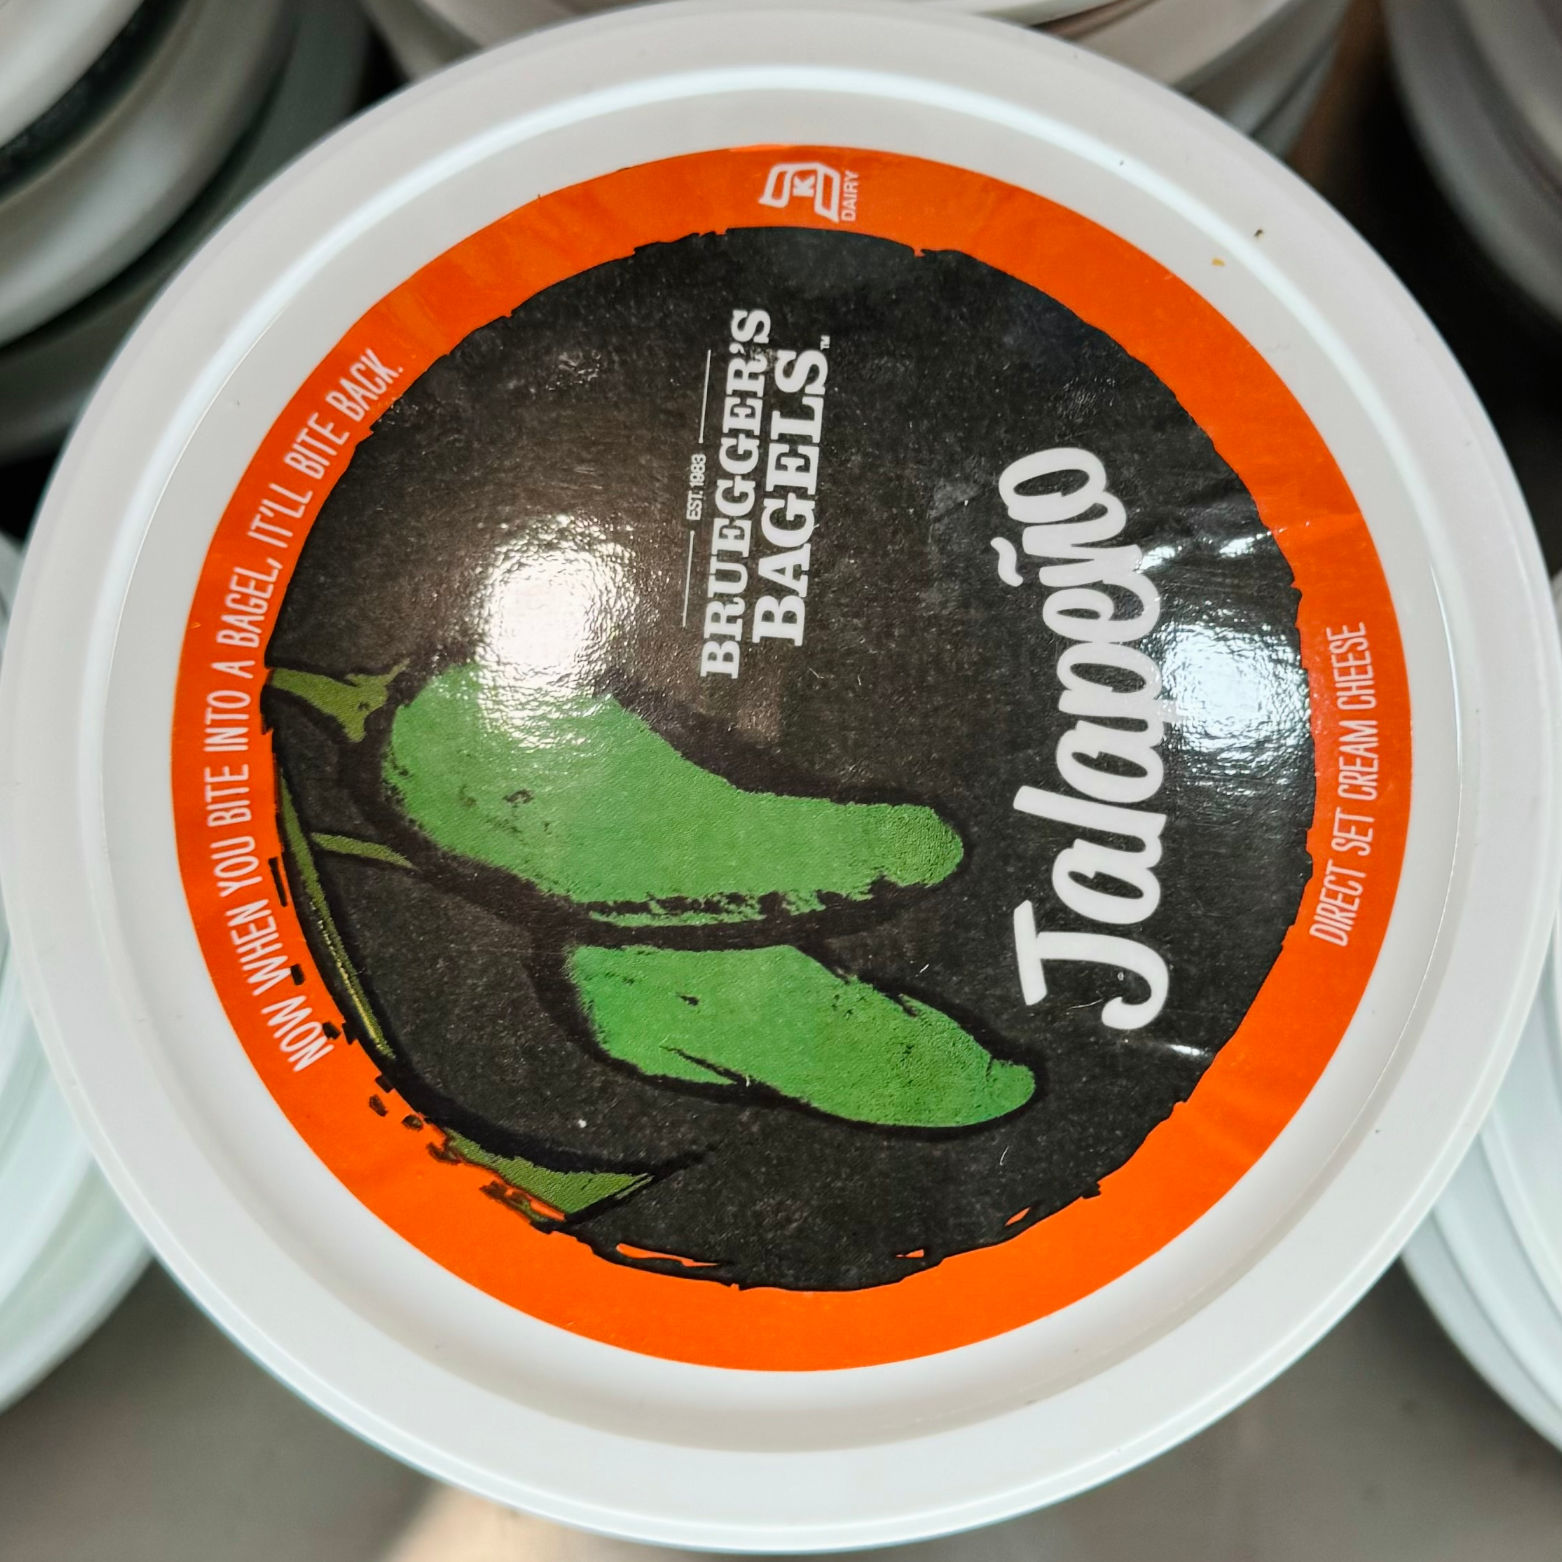 NOW WHEN YOU BITE INTO A BAGEL, IT'LL BITE BACK.
EST. 1983
BRUEGGER'S
BAGELS™
Jalapeño
DIRECT SET CREAM CHEESE
K
DAIRY